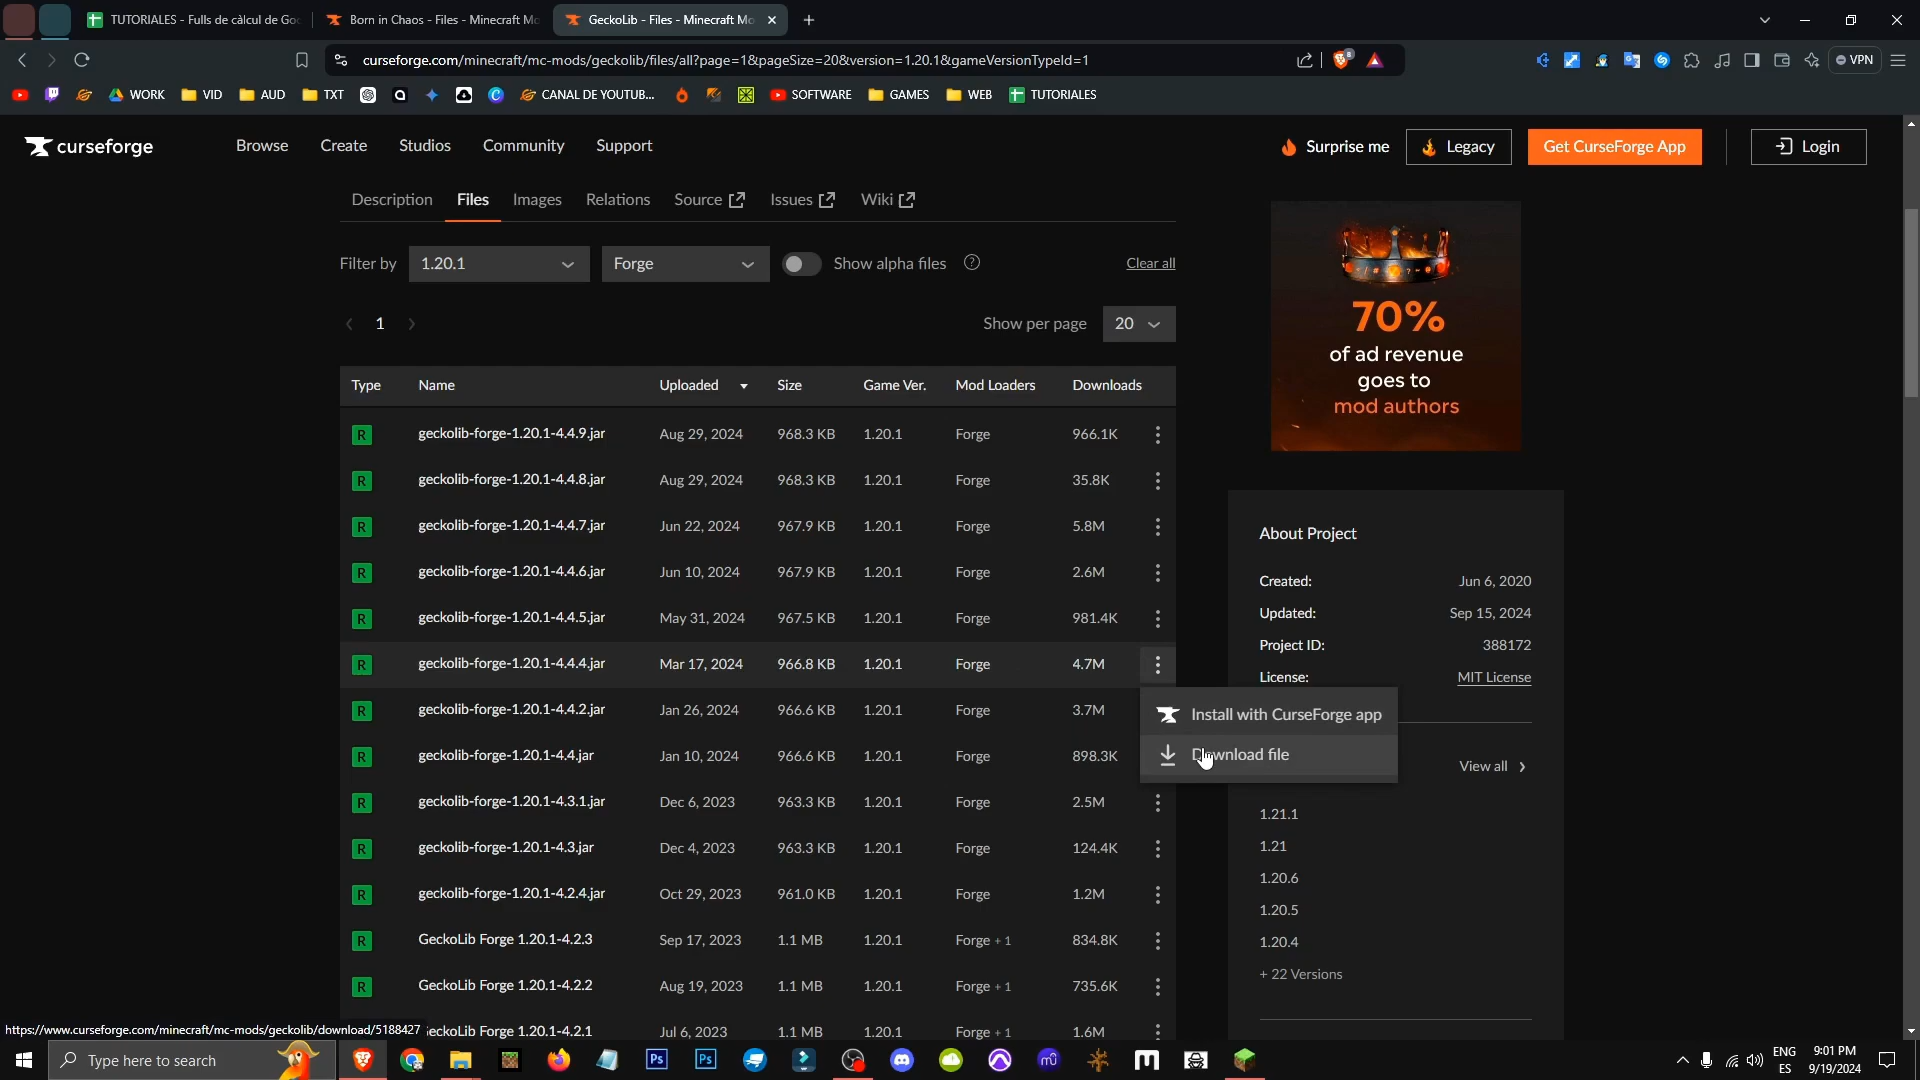 TUTORIALES - Fulls de càlcul de Goo
Born in Chaos - Files - Minecraft Mo
GeckoLib - Files - Minecraft Mo
curseforge.com/minecraft/mc-mods/geckolib/files/all?page=1&pageSize=20&version=1.20.1&gameVersionTypeId=1
VPN
WORK
VID
AUD
TXT
CANAL DE YOUTUB...
SOFTWARE
GAMES
WEB
TUTORIALES
curseforge
Browse
Create
Studios
Community
Support
Surprise me
Legacy
Get CurseForge App
Login
Description
Files
Images
Relations
Source
Issues
Wiki
Filter by
1.20.1
Forge
Show alpha files
Clear all
1
Show per page
20
Type Name Uploaded Size Game Ver. Mod Loaders Downloads
R geckolib-forge-1.20.1-4.4.9.jar Aug 29, 2024 968.3 KB 1.20.1 Forge 966.1K
R geckolib-forge-1.20.1-4.4.8.jar Aug 29, 2024 968.3 KB 1.20.1 Forge 35.8K
R geckolib-forge-1.20.1-4.4.7.jar Jun 22, 2024 967.9 KB 1.20.1 Forge 5.8M
R geckolib-forge-1.20.1-4.4.6.jar Jun 10, 2024 967.9 KB 1.20.1 Forge 2.6M
R geckolib-forge-1.20.1-4.4.5.jar May 31, 2024 967.5 KB 1.20.1 Forge 981.4K
R geckolib-forge-1.20.1-4.4.4.jar Mar 17, 2024 966.8 KB 1.20.1 Forge 4.7M
R geckolib-forge-1.20.1-4.4.2.jar Jan 26, 2024 966.6 KB 1.20.1 Forge 3.7M
R geckolib-forge-1.20.1-4.4.jar Jan 10, 2024 966.6 KB 1.20.1 Forge 898.3K
R geckolib-forge-1.20.1-4.3.1.jar Dec 6, 2023 963.3 KB 1.20.1 Forge 2.5M
R geckolib-forge-1.20.1-4.3.jar Dec 4, 2023 963.3 KB 1.20.1 Forge 124.4K
R geckolib-forge-1.20.1-4.2.4.jar Oct 29, 2023 961.0 KB 1.20.1 Forge 1.2M
R GeckoLib Forge 1.20.1-4.2.3 Sep 17, 2023 1.1 MB 1.20.1 Forge + 1 834.8K
R GeckoLib Forge 1.20.1-4.2.2 Aug 19, 2023 1.1 MB 1.20.1 Forge + 1 735.6K
eckoLib Forge 1.20.1-4.2.1 Jul 6, 2023 1.1 MB 1.20.1 Forge + 1 1.6M
Install with CurseForge app
Download file
70%
of ad revenue
goes to
mod authors
About Project
Created: Jun 6, 2020
Updated: Sep 15, 2024
Project ID: 388172
License: MIT License
View all
1.21.1
1.21
1.20.6
1.20.5
1.20.4
+ 22 Versions
https://www.curseforge.com/minecraft/mc-mods/geckolib/download/5188427
Type here to search
Ps
Ps
ENG
ES
9:01 PM
9/19/2024